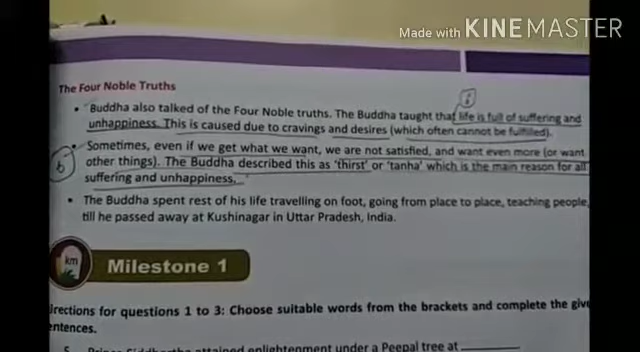 Made with KINEMASTER
The Four Noble Truths
• Buddha also talked of the Four Noble truths. The Buddha taught that life is full of suffering and
unhappiness. This is caused due to cravings and desires (which often cannot be fulfilled).
• Sometimes, even if we get what we want, we are not satisfied, and want even more (or want
other things). The Buddha described this as 'thirst' or 'tanha' which is the main reason for all
suffering and unhappiness.
• The Buddha spent rest of his life travelling on foot, going from place to place, teaching people,
till he passed away at Kushinagar in Uttar Pradesh, India.
km
Milestone 1
irections for questions 1 to 3: Choose suitable words from the brackets and complete the give
entences.
attained enlightenment under a Peepal tree at